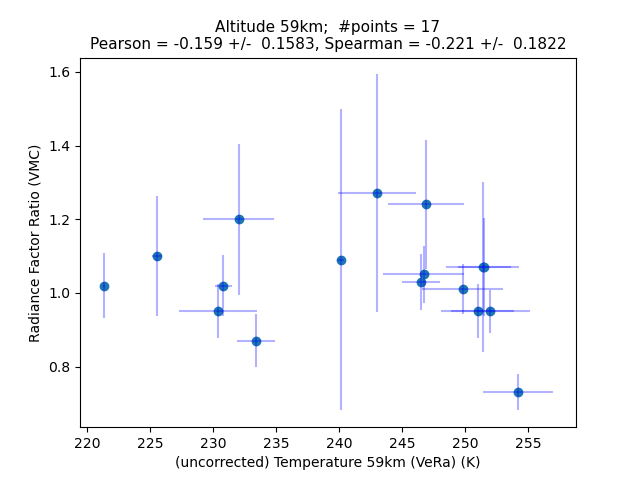 Altitude 59km;  #points = 17
Pearson = -0.159 +/-  0.1583, Spearman = -0.221 +/-  0.1822
1.6
1.4
1.2
1.0
0.8
Radiance Factor Ratio (VMC)
220 225 230 235 240 245 250 255
(uncorrected) Temperature 59km (VeRa) (K)